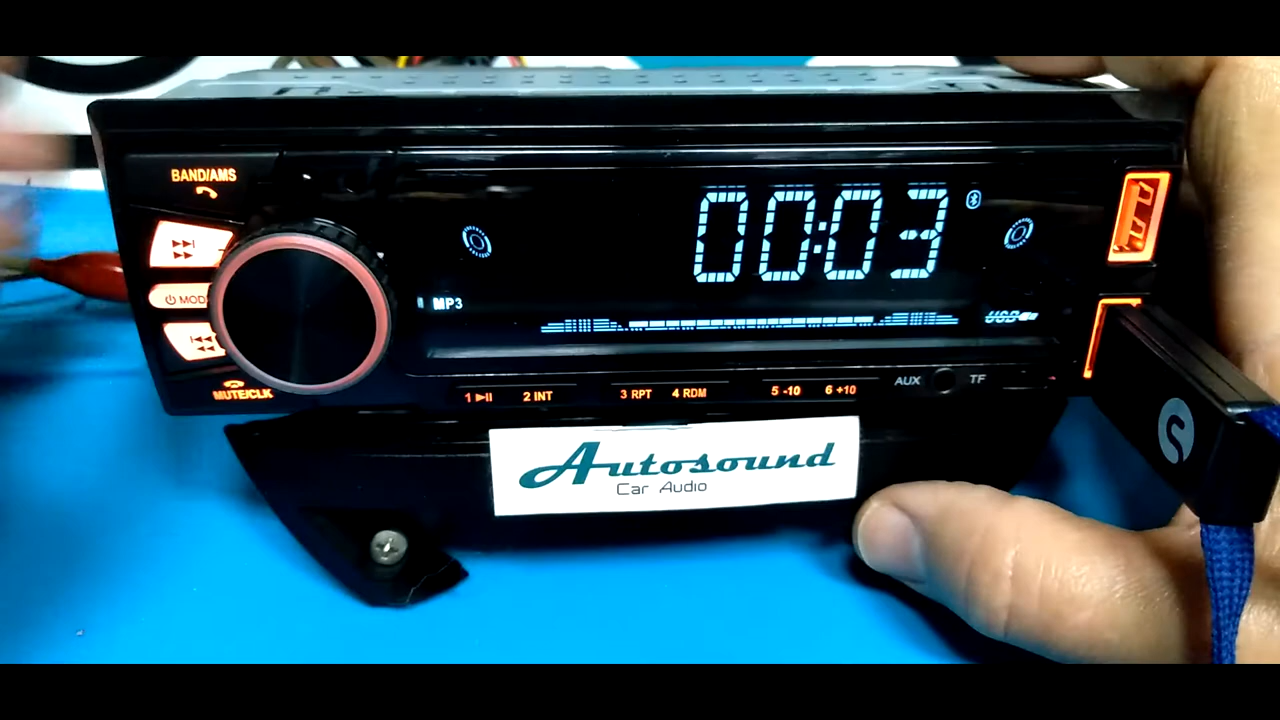 BAND/AMS
00:03
MOD
MP3
USB
MUTE/CLK
1 2 INT 3 RPT 4 RDM 5 -10 6 +10 AUX TF
Autosound
Car Audio